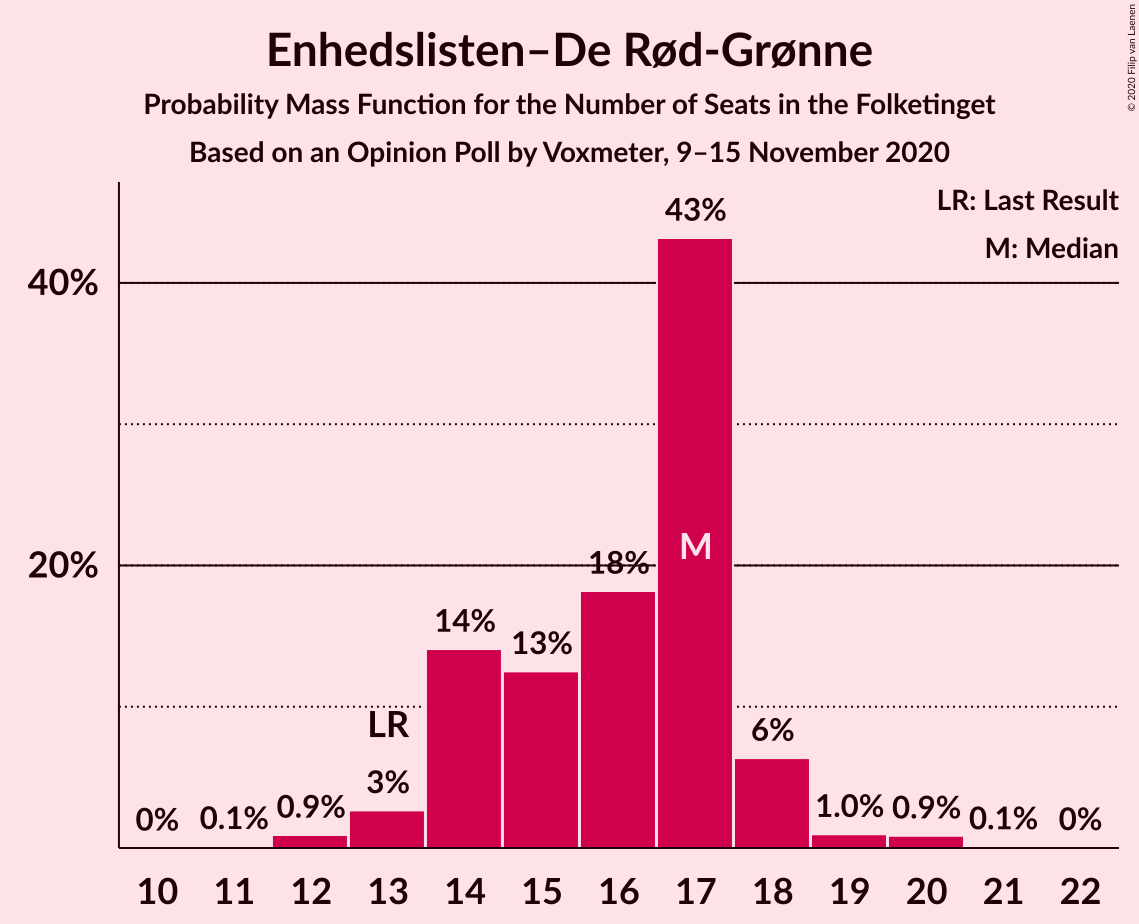 Enhedslisten–De Rød-Grønne
Probability Mass Function for the Number of Seats in the Folketinget
Based on an Opinion Poll by Voxmeter, 9–15 November 2020
© 2020 Filip van Laenen
LR: Last Result
M: Median
43%
40%
M
20%
18%
14%
13%
LR
6%
3%
0%
0.1%
0.9%
1.0%
0.9%
0.1%
0%
10 11 12 13 14 15 16 17 18 19 20 21 22